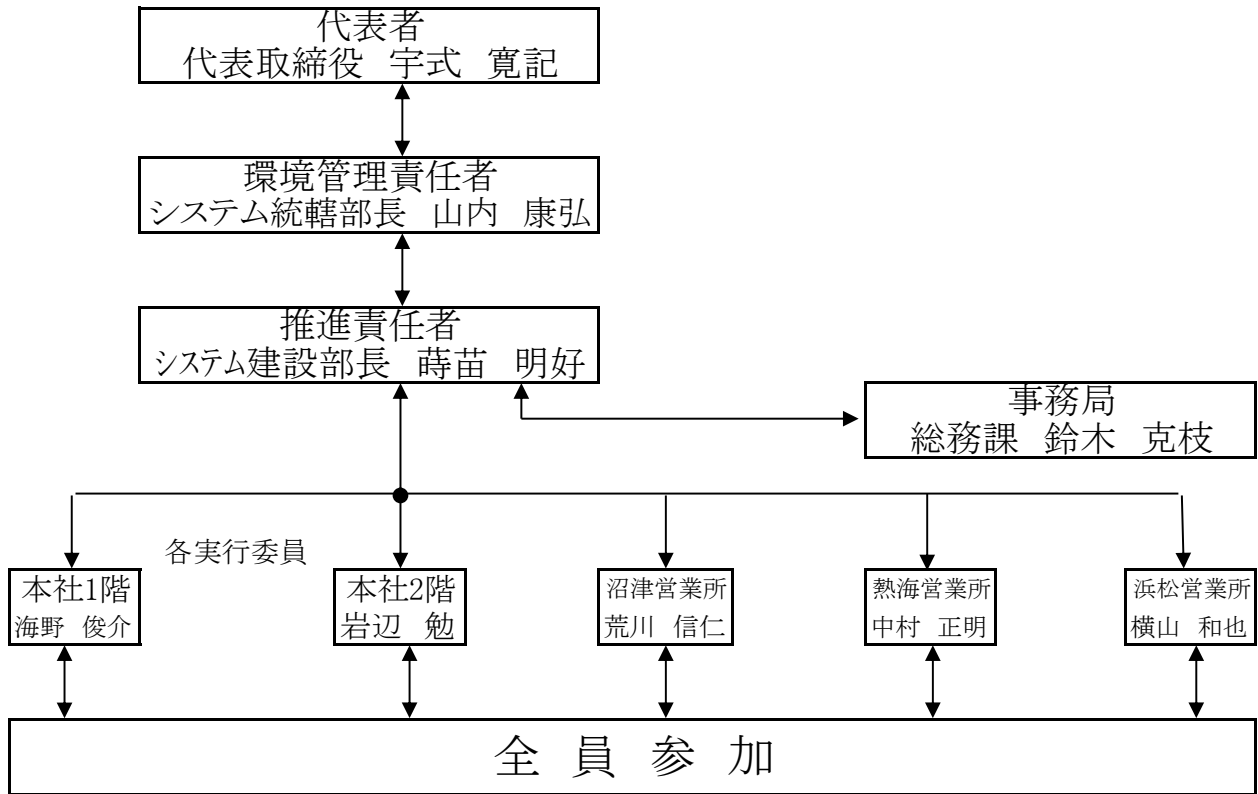 代表者
代表取締役 宇式 寛記
環境管理責任者
システム統轄部長 山内 康弘
推進責任者
システム建設部長 蒔苗 明好
事務局
総務課 鈴木 克枝
各実行委員
本社1階
海野 俊介
本社2階
岩辺 勉
沼津営業所
荒川 信仁
熱海営業所
中村 正明
浜松営業所
横山 和也
全員参加